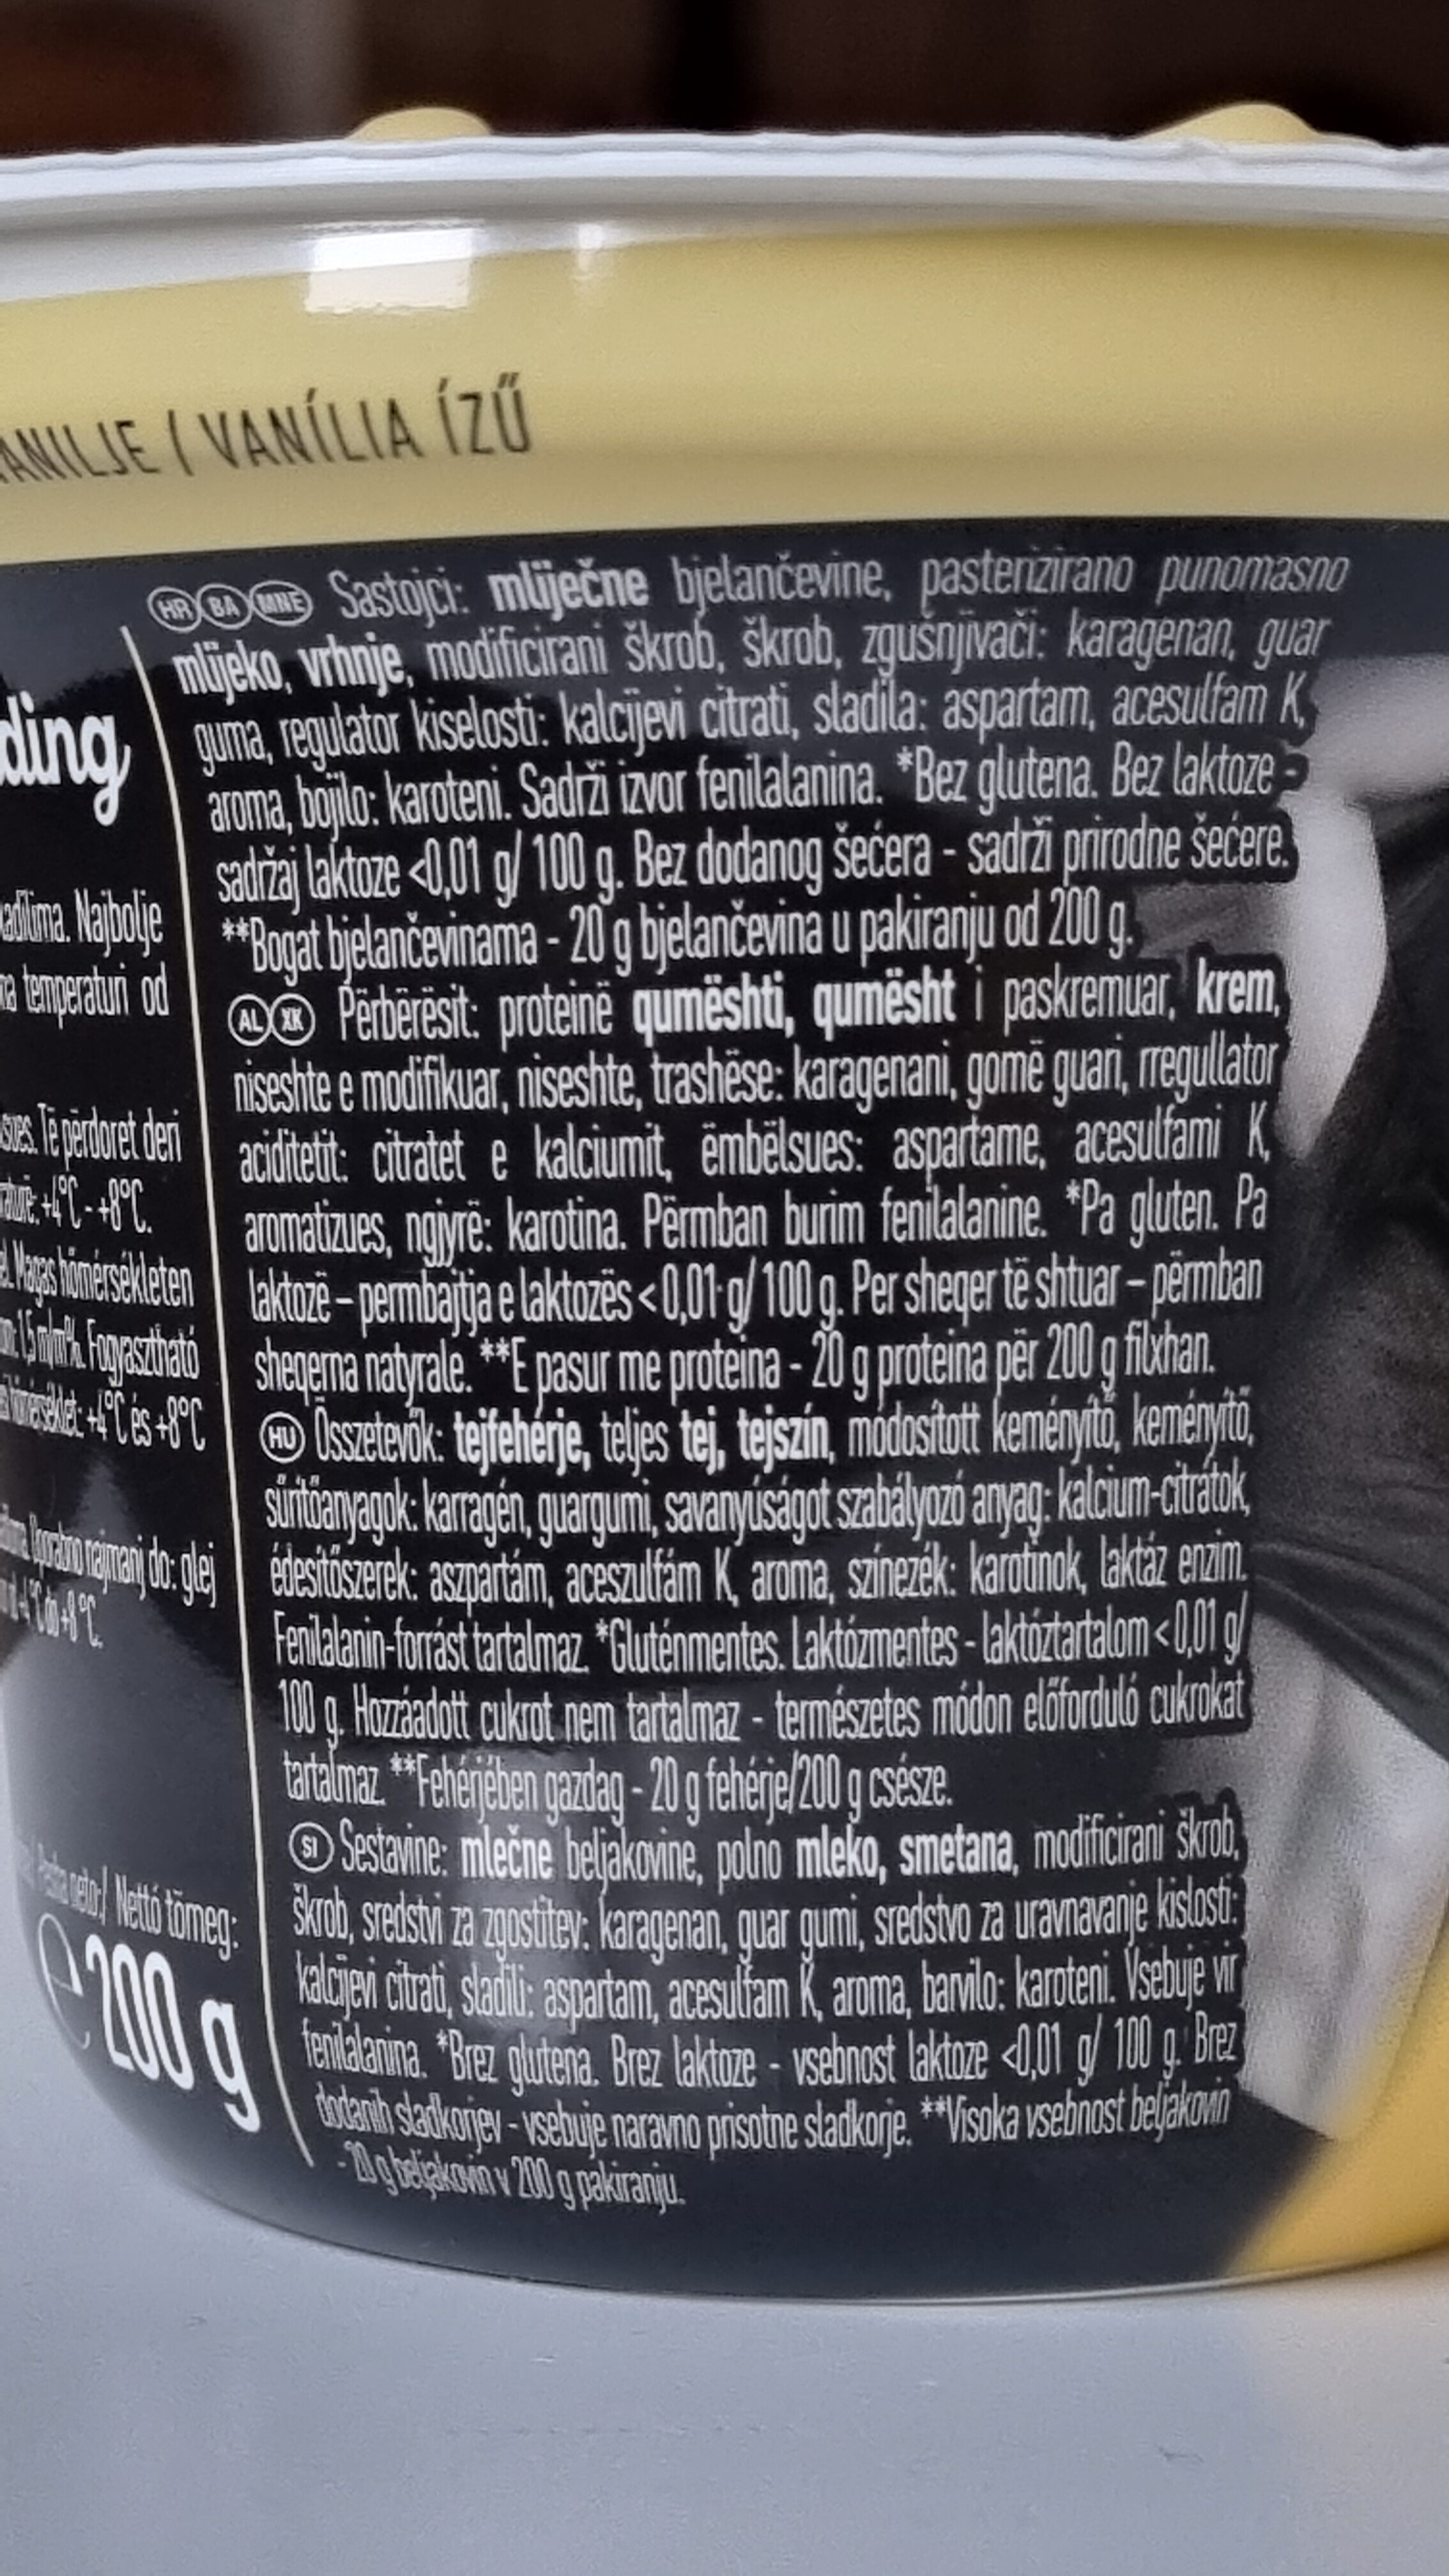 VANÍLIA ÍZŰ
HR BA MNE Sastojci: mliječne bjelančevine, pasterizirano punomasno
mlijeko, vrhnje, modificirani škrob, škrob, zgušnjivači: karagenan, guar
guma, regulator kiselosti: kalcijevi citrati, sladila: aspartam, acesulfam K,
aroma, bojilo: karoteni. Sadrži izvor fenilalanina. *Bez glutena. Bez laktoze -
sadržaj laktoze <0,01 g/ 100 g. Bez dodanog šećera - sadrži prirodne šećere.
**Bogat bjelančevinama - 20 g bjelančevina u pakiranju od 200 g.
AL XK Përbërësit: proteinë qumështi, qumësht i paskremuar, krem,
niseshte e modifikuar, niseshte, trashëse: karagenani, gomë guari, rregullator
aciditetit: citratet e kalciumit, ëmbëlsues: aspartame, acesulfami K,
aromatizues, ngjyrë: karotina. Përmban burim fenilalanine. *Pa gluten. Pa
laktozë – permbajtja e laktozës < 0,01 g/ 100 g. Per sheqer të shtuar – përmban
sheqerna natyrale. **E pasur me proteina - 20 g proteina për 200 g filxhan.
HU Összetevők: tejfehérje, teljes tej, tejszín, módosított keményítő, keményítő,
sűrítőanyagok: karragén, guargumi, savanyúságot szabályozó anyag: kalcium-citrátok,
édesítőszerek: aszpartám, aceszulfám K, aroma, színezék: karotinok, laktáz enzim.
Fenilalanin-forrást tartalmaz. *Gluténmentes. Laktózmentes - laktóztartalom < 0,01 g/
100 g. Hozzáadott cukrot nem tartalmaz - természetes módon előforduló cukrokat
tartalmaz. **Fehérjében gazdag - 20 g fehérje/200 g csésze.
SI Sestavine: mlečne beljakovine, polno mleko, smetana, modificirani škrob,
škrob, sredstvi za zgostitev: karagenan, guar gumi, sredstvo za uravnavanje kislosti:
kalcijevi citrati, sladili: aspartam, acesulfam K, aroma, barvilo: karoteni. Vsebuje vir
fenilalanina. *Brez glutena. Brez laktoze - vsebnost laktoze <0,01 g/ 100 g. Brez
dodanih sladkorjev - vsebuje naravno prisotne sladkorje. **Visoka vsebnost beljakovin
- 20 g beljakovin v 200 g pakiranju.
Najbolje
temperaturi od
Të përdoret deri
+4°C - +8°C.
Magas hőmérsékleten
Fogyasztható
+4°C és +8°C
najmanj do: glej
neto:/ Nettó tömeg:
e 200 g